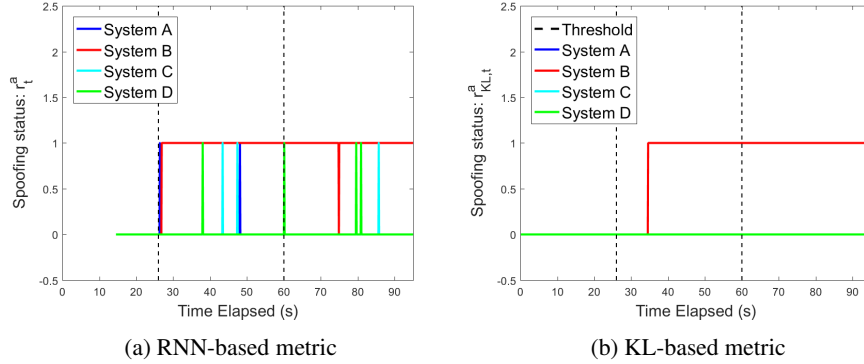 2.5
2
1.5
1
0.5
0
-0.5
Spoofing status: r_t^a
System A
System B
System C
System D
0 10 20 30 40 50 60 70 80 90
Time Elapsed (s)
(a) RNN-based metric
2.5
2
1.5
1
0.5
0
-0.5
Spoofing status: r_{KL,t}^a
Threshold
System A
System B
System C
System D
0 10 20 30 40 50 60 70 80 90
Time Elapsed (s)
(b) KL-based metric